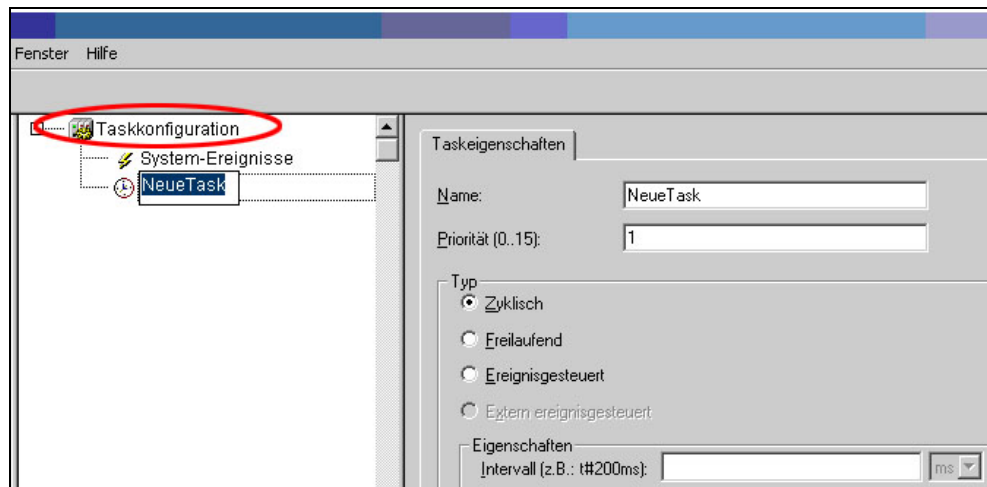 Fenster Hilfe
Taskkonfiguration
System-Ereignisse
NeueTask
Taskeigenschaften
Name: NeueTask
Priorität (0..15): 1
Typ
Zyklisch
Freilaufend
Ereignisgesteuert
Extern ereignisgesteuert
Eigenschaften
Intervall (z.B.: t#200ms): ms